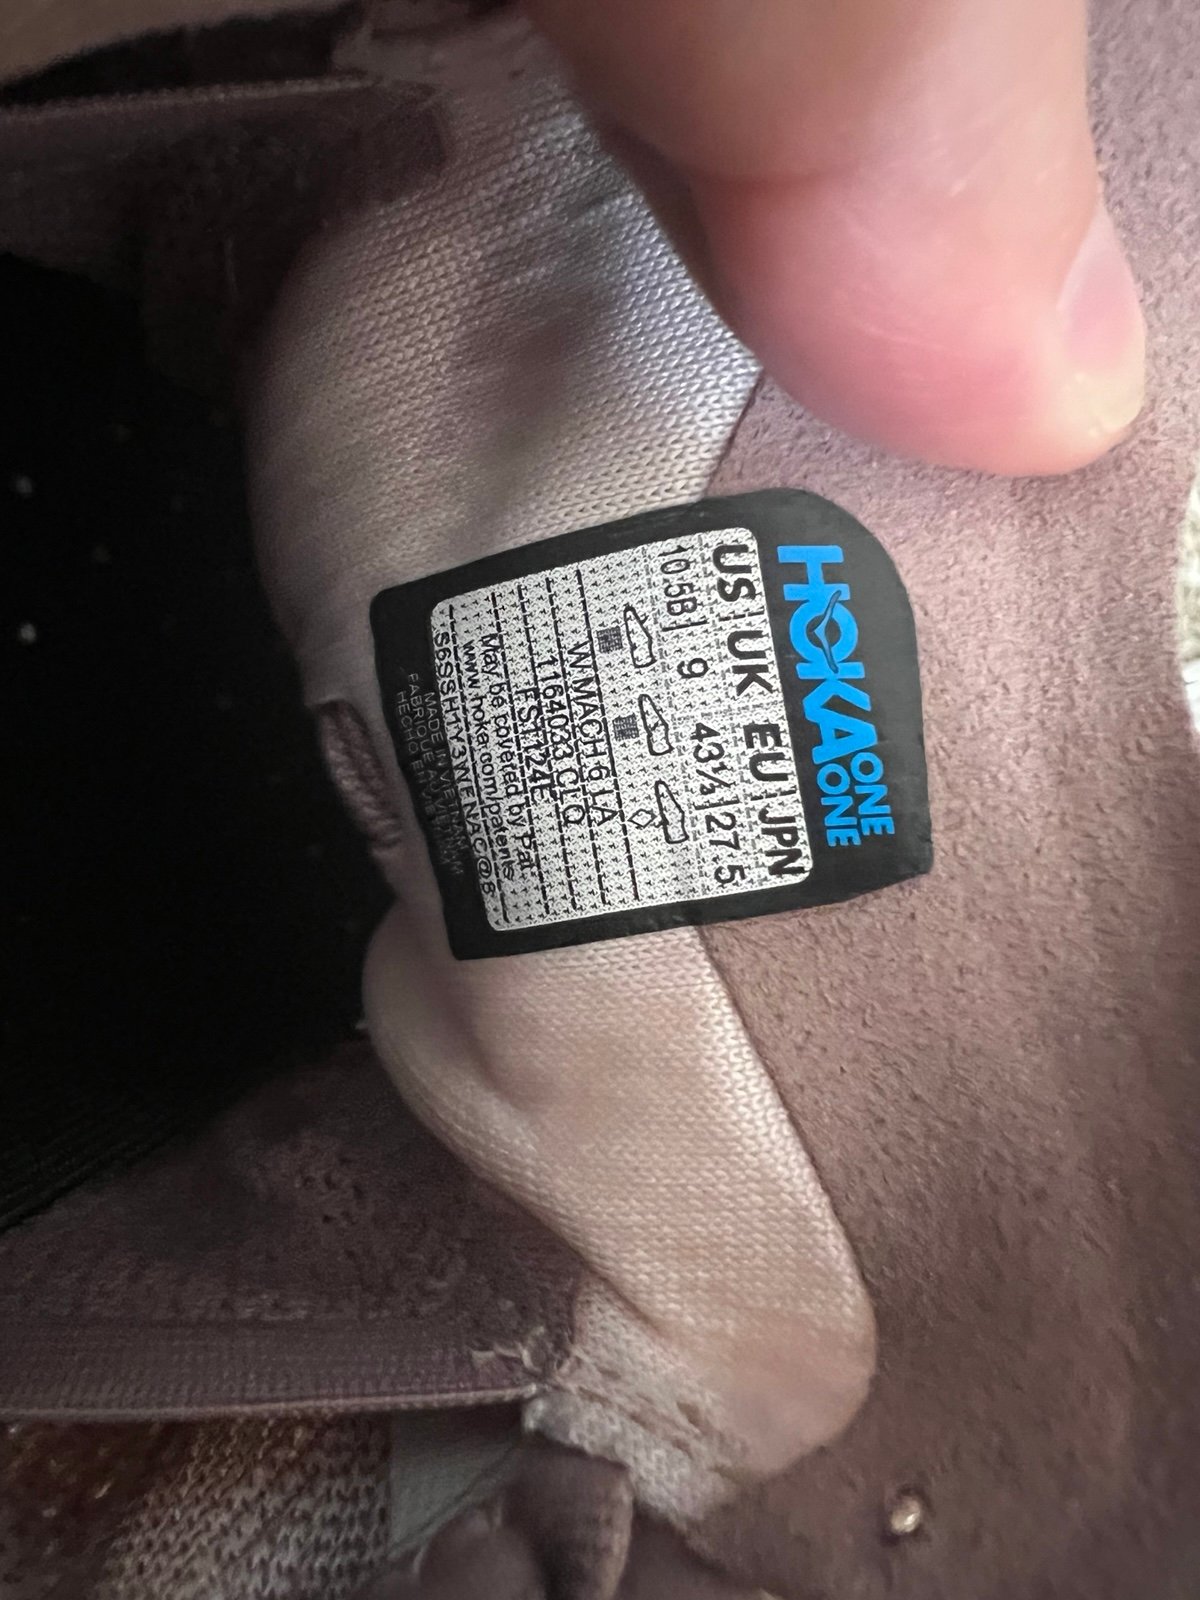 HOKA ONE ONE
US UK EU JPN
10.5B 9 43⅓ 27 5
W MACH 6 LA
1164033 CLQ
FST724E
May be covered by Pat.
www.hoka.com/patents
MADE IN VIETNAM